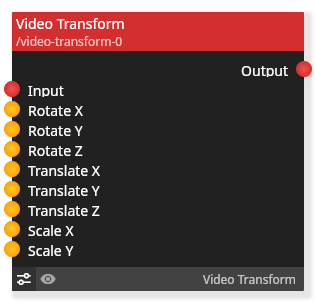 Video Transform
/video-transform-0
Output
Input
Rotate X
Rotate Y
Rotate Z
Translate X
Translate Y
Translate Z
Scale X
Scale Y
Video Transform